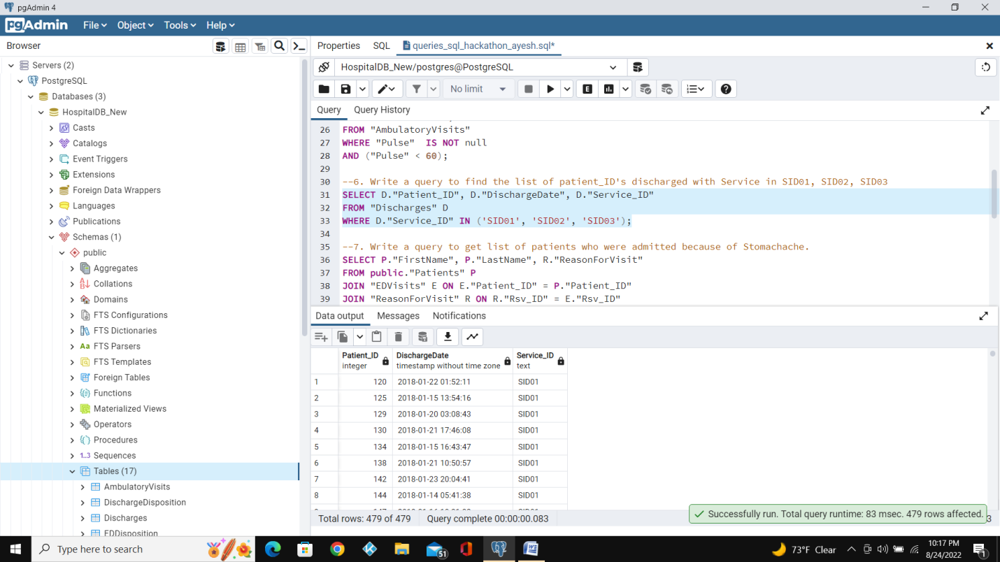 pgAdmin 4
pgAdmin
File Object Tools Help
Browser
Properties SQL queries_sql_hackathon_ayesh.sql*
Servers (2)
PostgreSQL
Databases (3)
HospitalDB_New
Casts
Catalogs
Event Triggers
Extensions
Foreign Data Wrappers
Languages
Publications
Schemas (1)
public
Aggregates
Collations
Domains
FTS Configurations
FTS Dictionaries
Aa FTS Parsers
FTS Templates
Foreign Tables
Functions
Materialized Views
Operators
Procedures
1..3 Sequences
Tables (17)
AmbulatoryVisits
DischargeDisposition
Discharges
EDDisposition
HospitalDB_New/postgres@PostgreSQL
No limit
E
Query Query History
26 FROM "AmbulatoryVisits"
27 WHERE "Pulse"  IS NOT null
28 AND ("Pulse" < 60);
29
30 --6. Write a query to find the list of patient_ID's discharged with Service in SID01, SID02, SID03
31 SELECT D."Patient_ID", D."DischargeDate", D."Service_ID"
32 FROM "Discharges" D
33 WHERE D."Service_ID" IN ('SID01', 'SID02', 'SID03');
34
35 --7. Write a query to get list of patients who were admitted because of Stomachache.
36 SELECT P."FirstName", P."LastName", R."ReasonForVisit"
37 FROM public."Patients" P
38 JOIN "EDVisits" E ON E."Patient_ID" = P."Patient_ID"
39 JOIN "ReasonForVisit" R ON R."Rsv_ID" = E."Rsv_ID"
Data output Messages Notifications
Patient_ID DischargeDate Service_ID
integer timestamp without time zone text
1 120 2018-01-22 01:52:11 SID01
2 125 2018-01-15 13:54:16 SID01
3 129 2018-01-20 03:08:43 SID01
4 130 2018-01-21 17:46:08 SID01
5 134 2018-01-15 16:43:47 SID01
6 138 2018-01-21 10:50:57 SID01
7 142 2018-01-23 20:04:41 SID01
8 144 2018-01-14 05:41:38 SID01
Total rows: 479 of 479 Query complete 00:00:00.083
Successfully run. Total query runtime: 83 msec. 479 rows affected.
3
Type here to search
51
73°F Clear
10:17 PM
8/24/2022
1